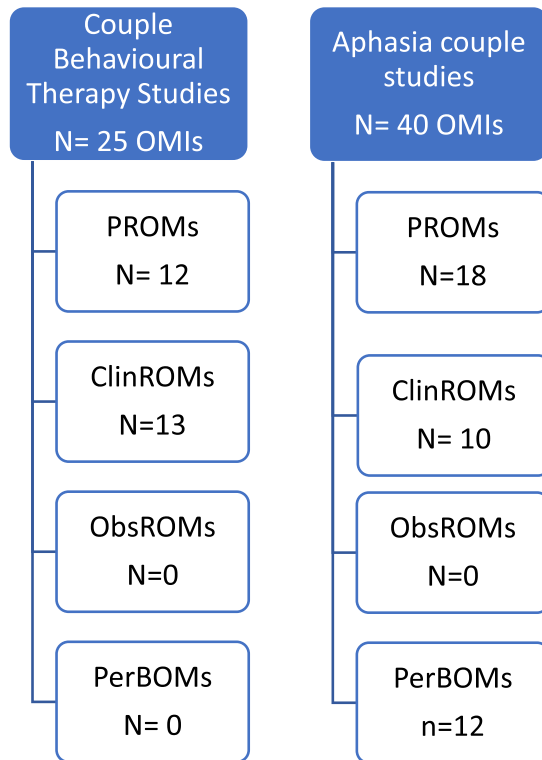 Couple
Behavioural
Therapy Studies
N= 25 OMIs
PROMs
N= 12
ClinROMs
N=13
ObsROMs
N=0
PerBOMs
N= 0
Aphasia couple
studies
N= 40 OMIs
PROMs
N=18
ClinROMs
N= 10
ObsROMs
N=0
PerBOMs
n=12